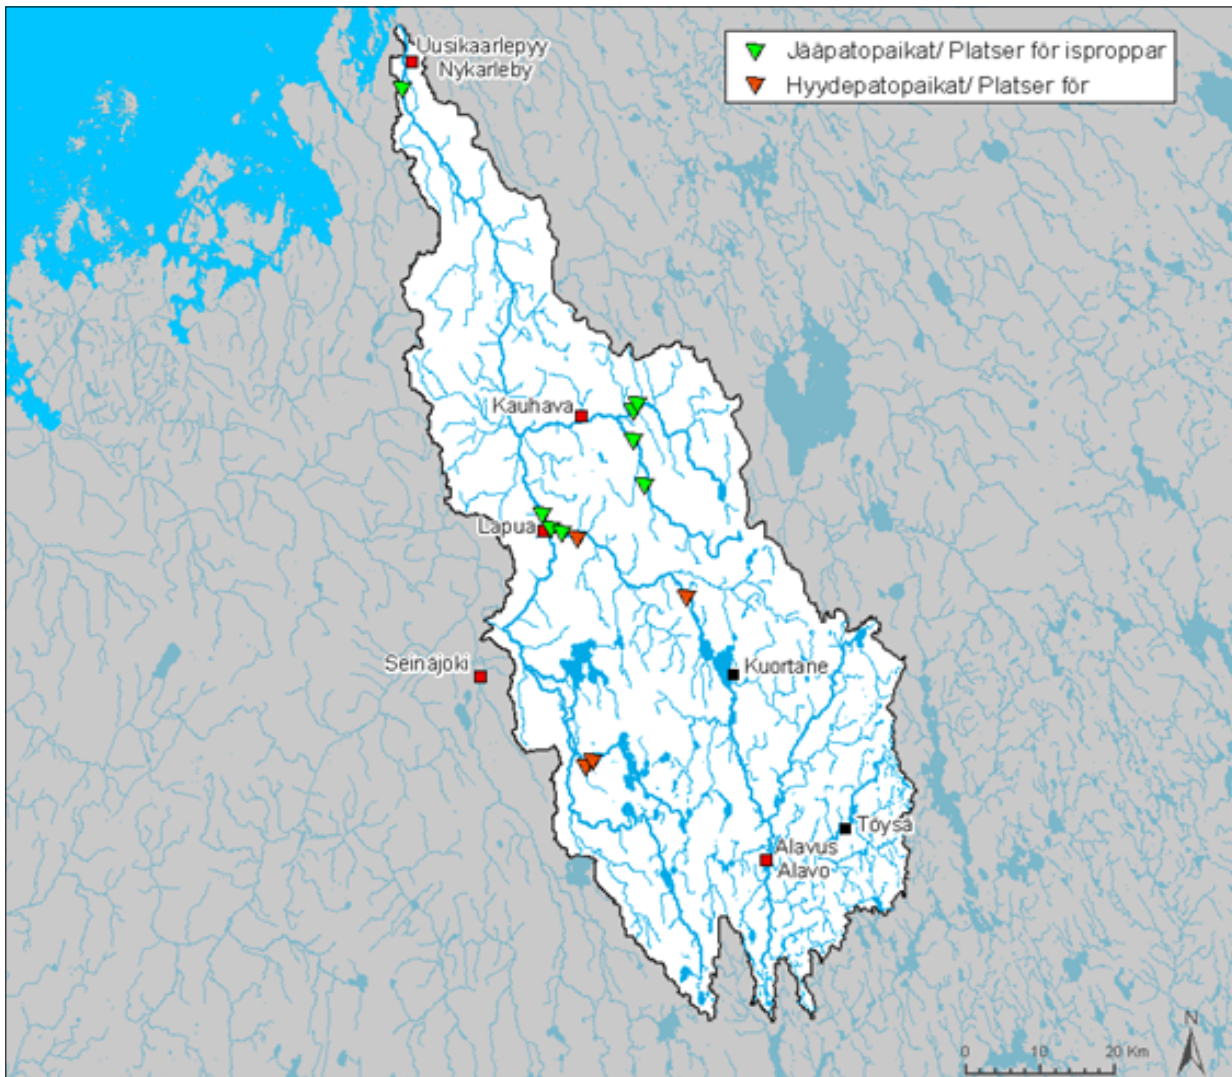 Uusikaarlepyy
Nykarleby
Jääpatopaikat/ Platser för isproppar
Hyydepatopaikat/ Platser för
Kauhava
Lapua
Seinäjoki
Kuortane
Töysä
Alavus
Alavo
N
0 10 20 Km